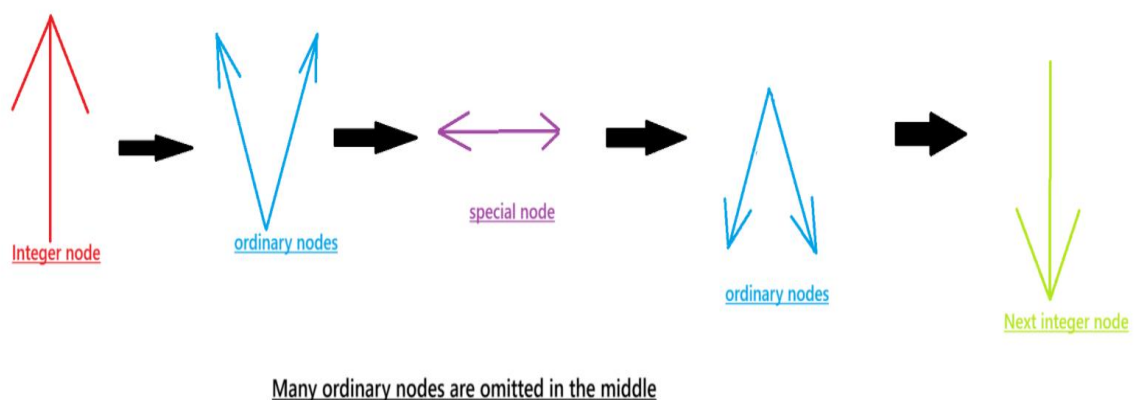 Integer node
ordinary nodes
special node
ordinary nodes
Next integer node
Many ordinary nodes are omitted in the middle